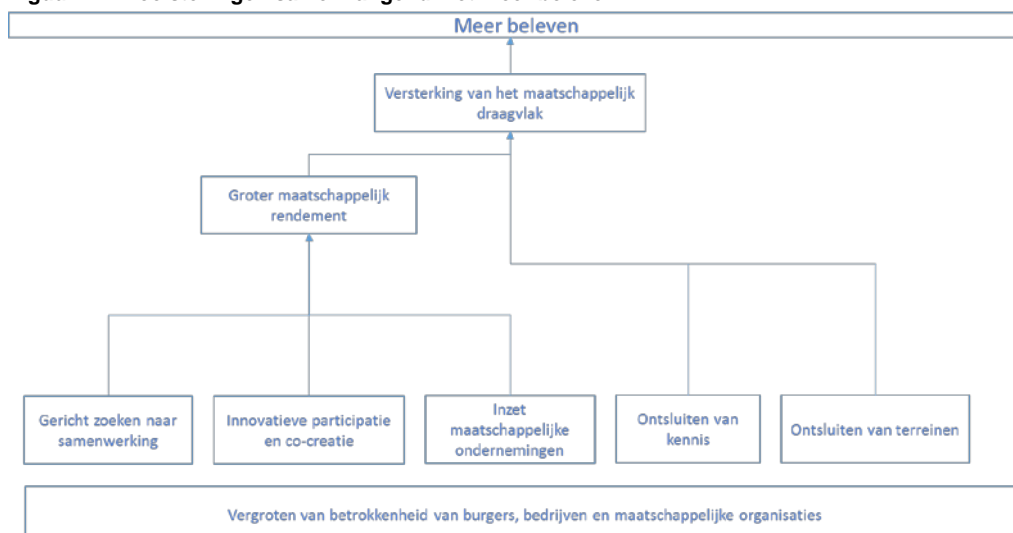 Meer beleven
Versterking van het maatschappelijk
draagvlak
Groter maatschappelijk
rendement
Gericht zoeken naar
samenwerking
Innovatieve participatie
en co-creatie
Inzet
maatschappelijke
ondernemingen
Ontsluiten van
kennis
Ontsluiten van terreinen
Vergroten van betrokkenheid van burgers, bedrijven en maatschappelijke organisaties